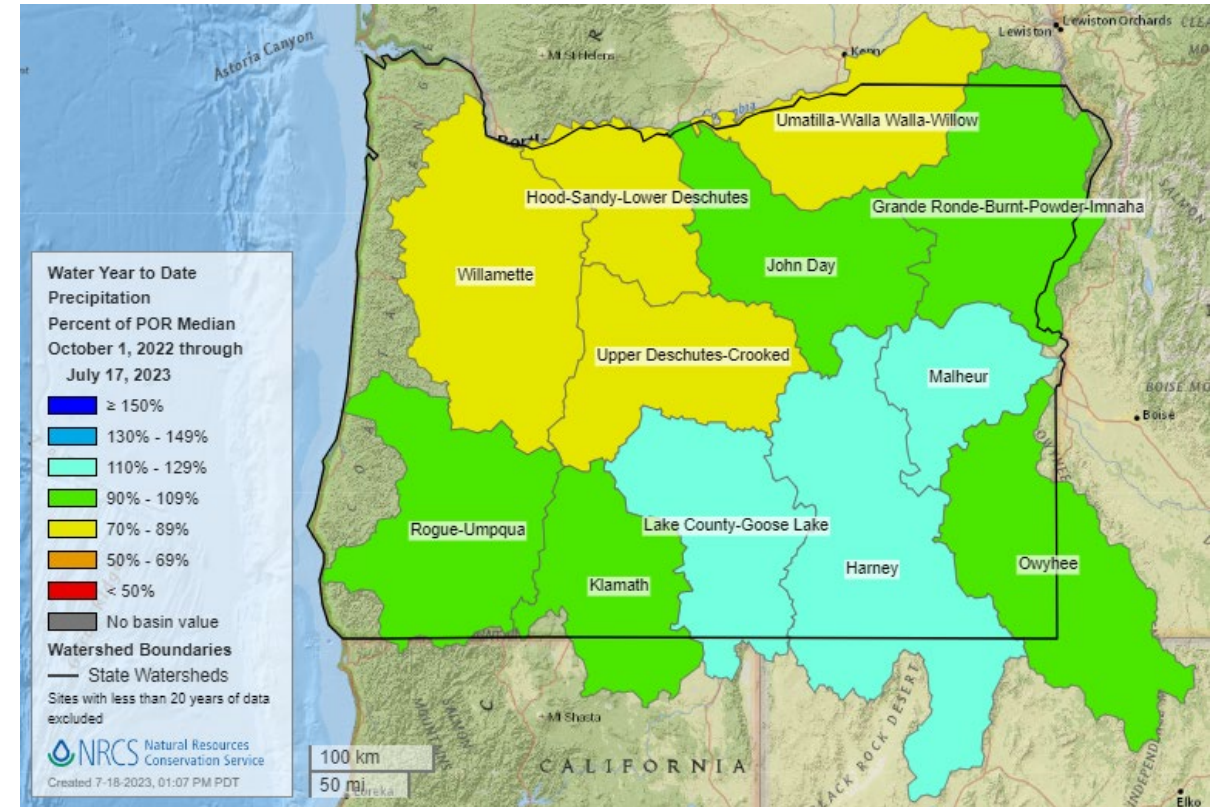 Astoria Canyon
Mt St Helens
Lewiston Orchards
Lewiston
Umatilla-Walla Walla-Willow
Hood-Sandy-Lower Deschutes
Grande Ronde-Burnt-Powder-Imnaha
SALMON
Willamette
John Day
Upper Deschutes-Crooked
Malheur
BOISE
Boise
Rogue-Umpqua
Lake County-Goose Lake
Klamath
Harney
Owyhee
Mt Shasta
CALIFORNIA
BLACK ROCK DESERT
SALMON
MOUNTAINS
Eureka
Elko
Water Year to Date
Precipitation
Percent of POR Median
October 1, 2022 through
July 17, 2023
≥ 150%
130% - 149%
110% - 129%
90% - 109%
70% - 89%
50% - 69%
< 50%
No basin value
Watershed Boundaries
State Watersheds
Sites with less than 20 years of data
excluded
NRCS Natural Resources
Conservation Service
Created 7-18-2023, 01:07 PM PDT
100 km
50 mi